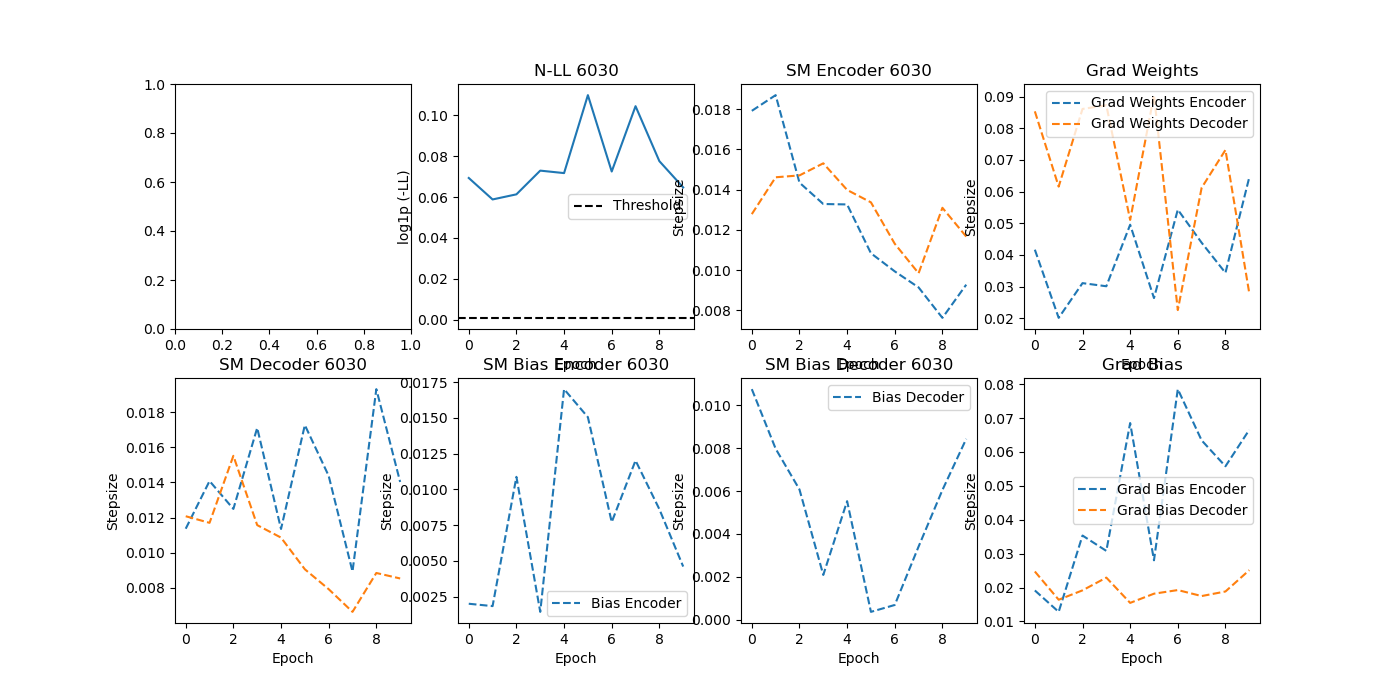 1.0
0.8
0.6
0.4
0.2
0.0
0.0 0.2 0.4 0.6 0.8 1.0
N-LL 6030
log1p (-LL)
0.10
0.08
0.06
0.04
0.02
0.00
Threshold
0 2 4 6 8
Epoch
SM Encoder 6030
Stepsize
0.018
0.016
0.014
0.012
0.010
0.008
0 2 4 6 8
Epoch
Grad Weights
Stepsize
0.09
0.08
0.07
0.06
0.05
0.04
0.03
0.02
Grad Weights Encoder
Grad Weights Decoder
0 2 4 6 8
Epoch
SM Decoder 6030
Stepsize
0.018
0.016
0.014
0.012
0.010
0.008
0 2 4 6 8
Epoch
SM Bias Encoder 6030
Stepsize
0.0175
0.0150
0.0125
0.0100
0.0075
0.0050
0.0025
Bias Encoder
0 2 4 6 8
Epoch
SM Bias Decoder 6030
Stepsize
0.010
0.008
0.006
0.004
0.002
0.000
Bias Decoder
0 2 4 6 8
Epoch
Grad Bias
Stepsize
0.08
0.07
0.06
0.05
0.04
0.03
0.02
0.01
Grad Bias Encoder
Grad Bias Decoder
0 2 4 6 8
Epoch